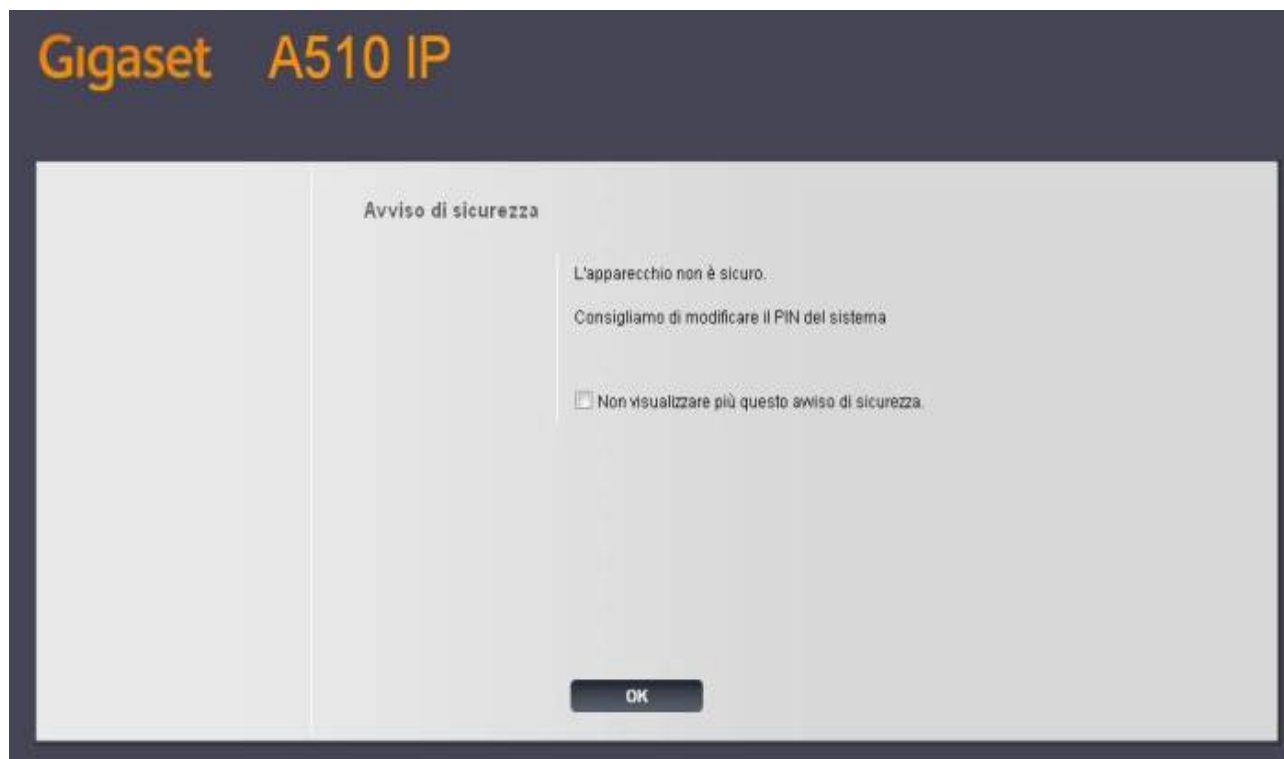 Gigaset A510 IP
Avviso di sicurezza
L'apparecchio non è sicuro.
Consigliamo di modificare il PIN del sistema
Non visualizzare più questo avviso di sicurezza.
OK